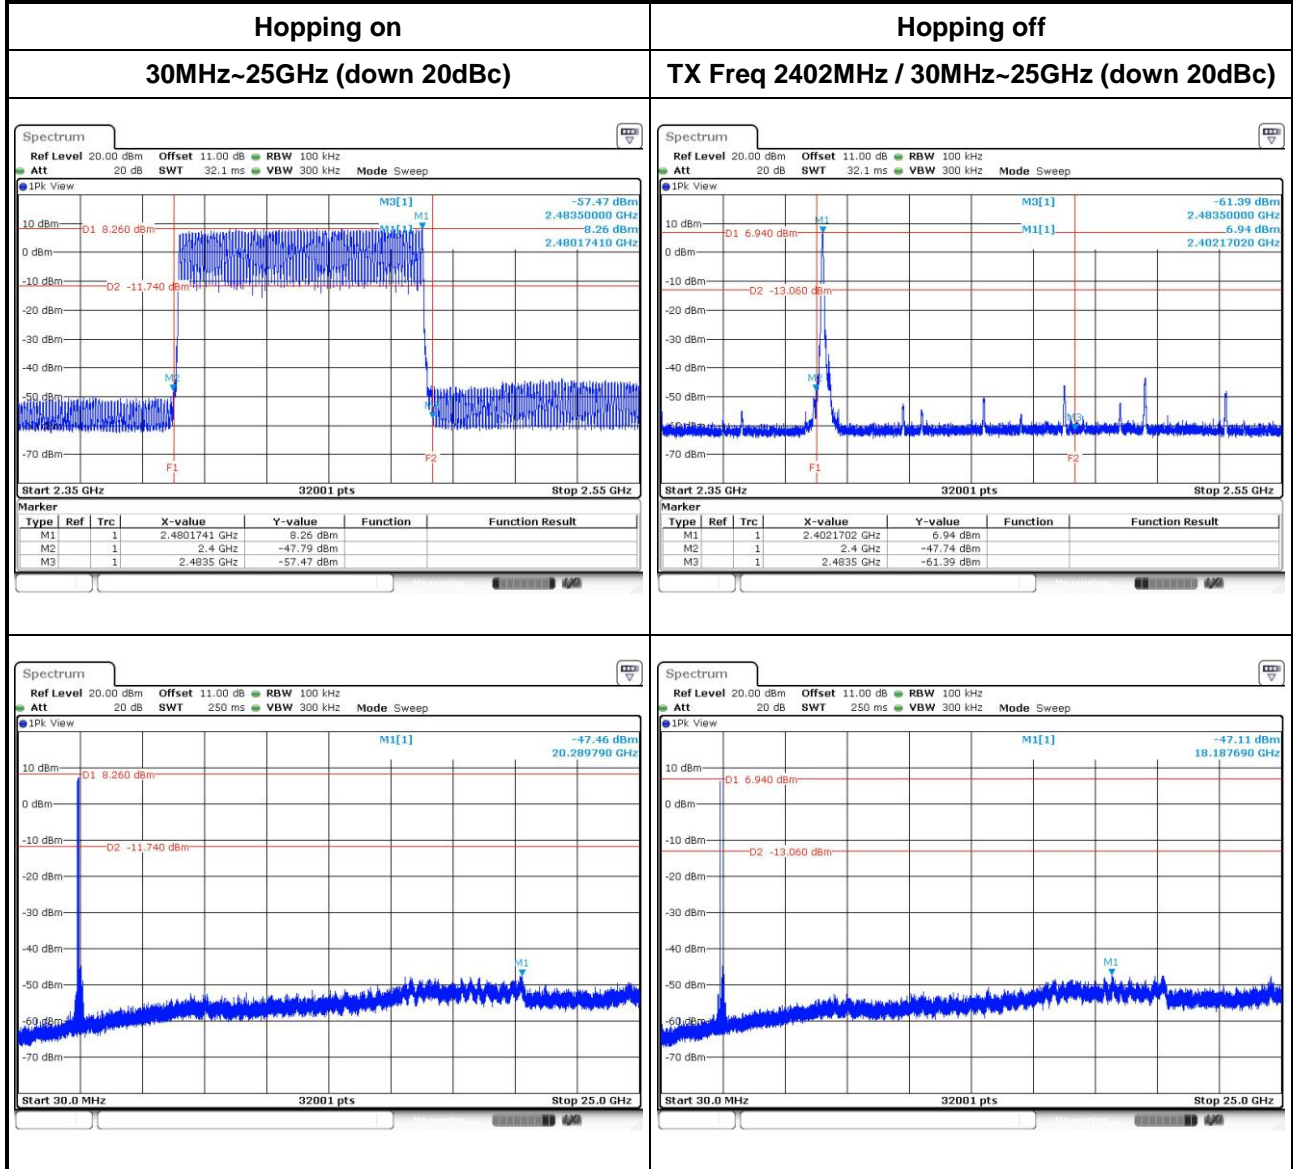 Hopping on
Hopping off
30MHz~25GHz (down 20dBc)
TX Freq 2402MHz / 30MHz~25GHz (down 20dBc)
Spectrum
Ref Level 20.00 dBm Offset 11.00 dB RBW 100 kHz
Att 20 dB SWT 32.1 ms VBW 300 kHz Mode Sweep
1Pk View
M3[1] -57.47 dBm
2.48350000 GHz
M1
10 dBm
D1 8.260 dBm
M1[1] 8.26 dBm
2.48017410 GHz
0 dBm
-10 dBm
D2 -11.740 dBm
-20 dBm
-30 dBm
-40 dBm
M2
-50 dBm
-70 dBm
F1
F2
Start 2.35 GHz 32001 pts Stop 2.55 GHz
Marker
Type Ref Trc X-value Y-value Function Function Result
M1 1 2.4801741 GHz 8.26 dBm
M2 1 2.4 GHz -47.79 dBm
M3 1 2.4835 GHz -57.47 dBm
Spectrum
Ref Level 20.00 dBm Offset 11.00 dB RBW 100 kHz
Att 20 dB SWT 32.1 ms VBW 300 kHz Mode Sweep
1Pk View
M3[1] -61.39 dBm
2.48350000 GHz
10 dBm
M1
D1 6.940 dBm
M1[1] 6.94 dBm
2.40217020 GHz
0 dBm
-10 dBm
D2 -13.060 dBm
-20 dBm
-30 dBm
-40 dBm
M2
-50 dBm
M3
-60 dBm
-70 dBm
F1
F2
Start 2.35 GHz 32001 pts Stop 2.55 GHz
Marker
Type Ref Trc X-value Y-value Function Function Result
M1 1 2.4021702 GHz 6.94 dBm
M2 1 2.4 GHz -47.74 dBm
M3 1 2.4835 GHz -61.39 dBm
Spectrum
Ref Level 20.00 dBm Offset 11.00 dB RBW 100 kHz
Att 20 dB SWT 250 ms VBW 300 kHz Mode Sweep
1Pk View
M1[1] -47.46 dBm
20.289790 GHz
10 dBm
D1 8.260 dBm
0 dBm
-10 dBm
D2 -11.740 dBm
-20 dBm
-30 dBm
-40 dBm
M1
-50 dBm
-60 dBm
-70 dBm
Start 30.0 MHz 32001 pts Stop 25.0 GHz
Spectrum
Ref Level 20.00 dBm Offset 11.00 dB RBW 100 kHz
Att 20 dB SWT 250 ms VBW 300 kHz Mode Sweep
1Pk View
M1[1] -47.11 dBm
18.187690 GHz
10 dBm
D1 6.940 dBm
0 dBm
-10 dBm
D2 -13.060 dBm
-20 dBm
-30 dBm
-40 dBm
M1
-50 dBm
-60 dBm
-70 dBm
Start 30.0 MHz 32001 pts Stop 25.0 GHz